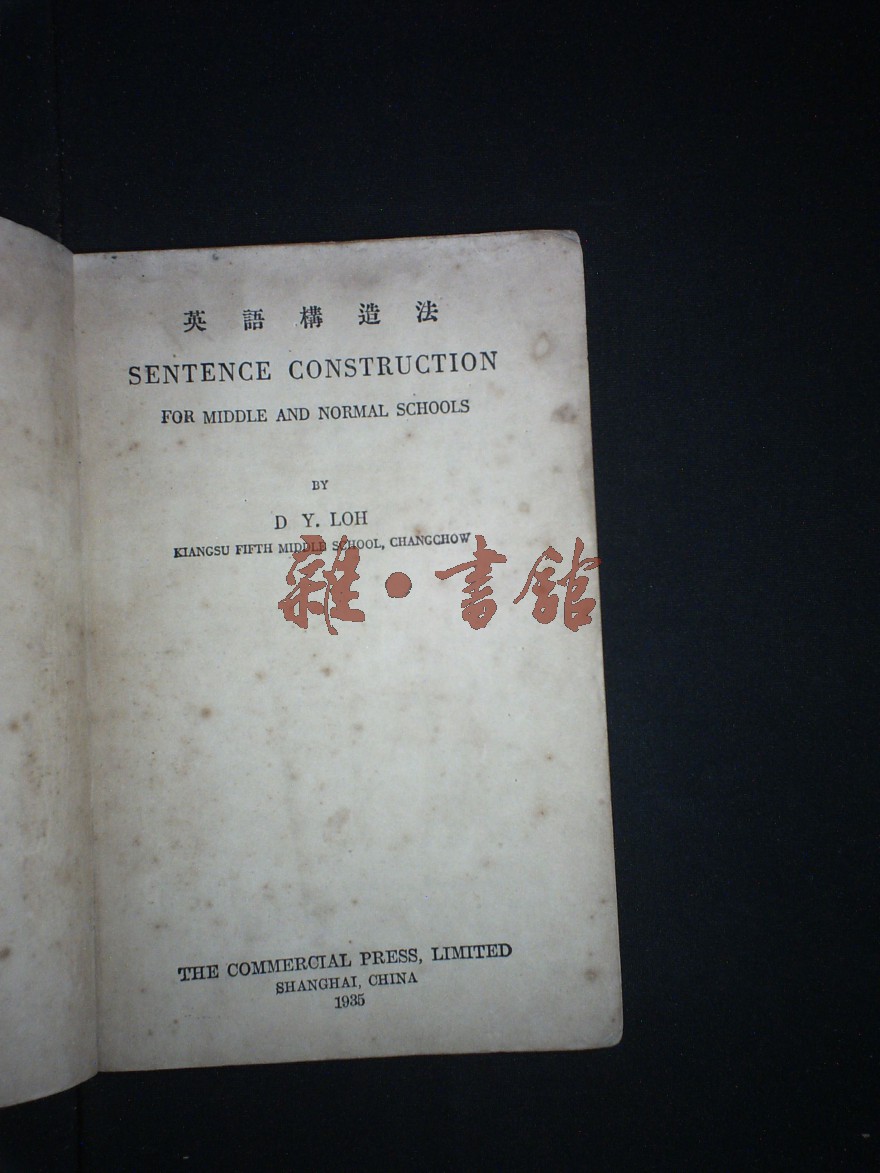 英語構造法
SENTENCE CONSTRUCTION
FOR MIDDLE AND NORMAL SCHOOLS
BY
D Y. LOH
KIANGSU FIFTH MIDDLE SCHOOL, CHANGCHOW
雜·書館
THE COMMERCIAL PRESS, LIMITED
SHANGHAI, CHINA
1935